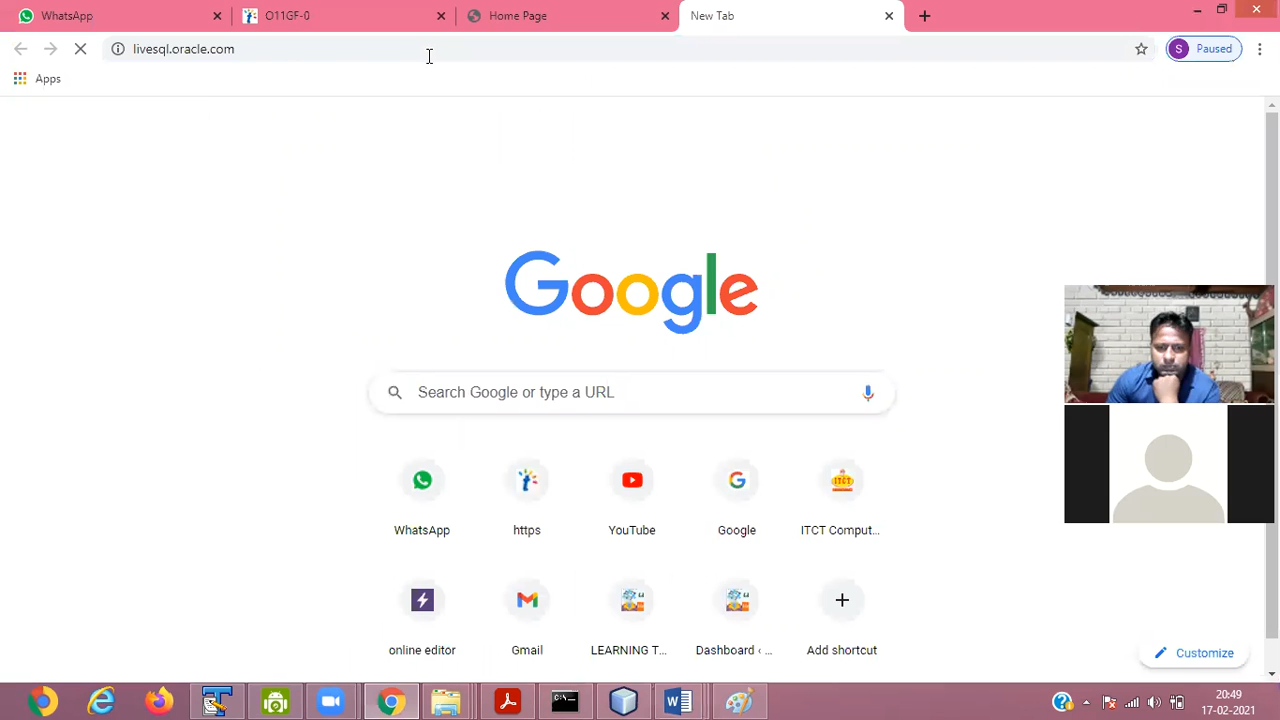 WhatsApp
O11GF-0
Home Page
New Tab
livesql.oracle.com
S Paused
Apps
Google
Search Google or type a URL
WhatsApp
https
YouTube
Google
ITCT Comput...
online editor
Gmail
LEARNING T...
Dashboard ‹ ...
Add shortcut
Customize
20:49
17-02-2021